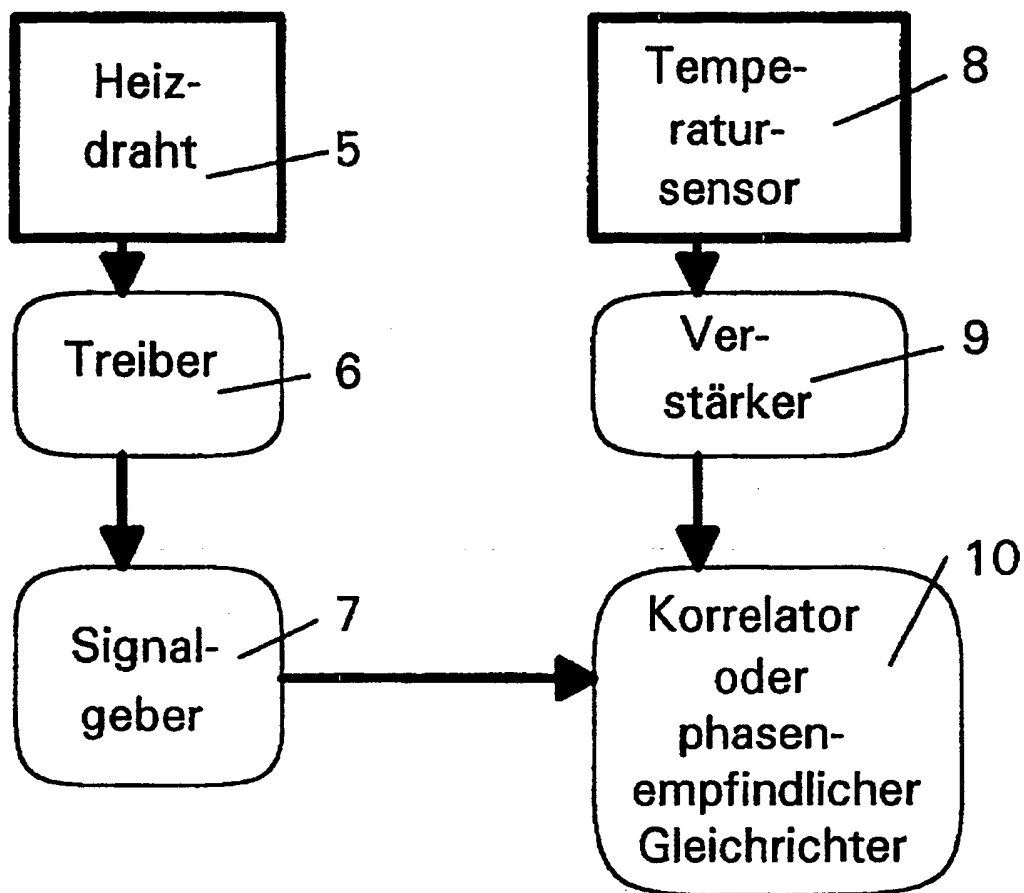 Heiz-
draht
5
Tempe-
ratur-
sensor
8
Treiber
6
Ver-
stärker
9
Signal-
geber
7
Korrelator
oder
phasen-
empfindlicher
Gleichrichter
10